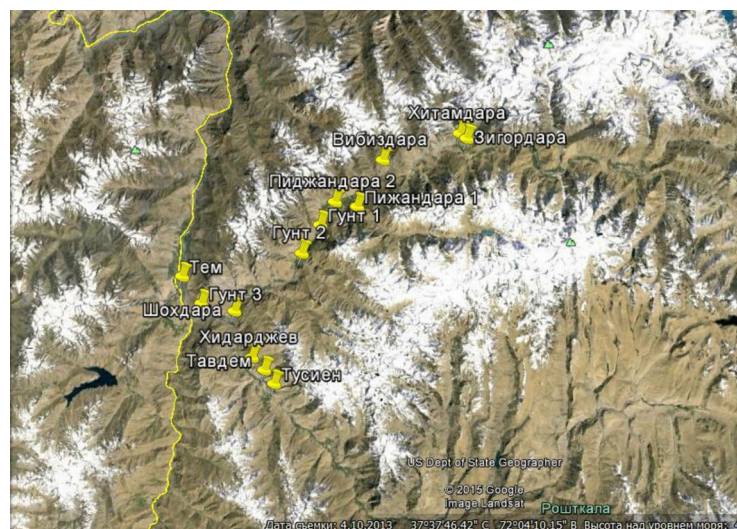 Хитамдара
Зигордара
Вибиздара
Пиджандара 2
Пижандара 1
Гунт 1
Гунт 2
Тем
Гунт 3
Шохдара
Хидарджев
Тавдем
Тусиен
US Dept of State Geographer
© 2015 Google
Image Landsat
Рошткала
Дата съемки: 4.10.2013 37°37'46.42" С 72°04'10.15" В Высота над уровнем моря: